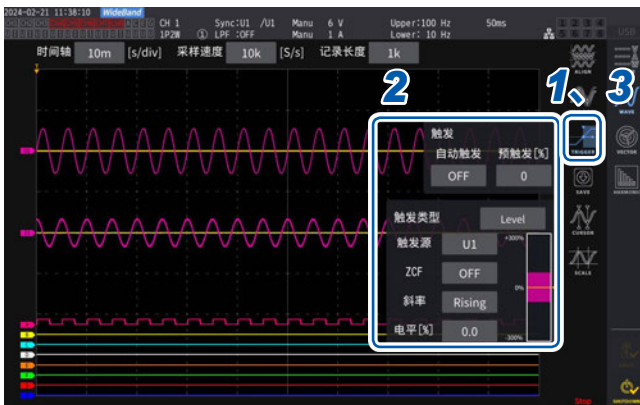 2024-02-21 11:38:10 WideBand
CH 1 Sync:U1 /U1 Manu 6 V Upper:100 Hz 50ms
1P2W ① LPF :OFF Manu 1 A Lower: 10 Hz
USB
时间轴 10m [s/div] 采样速度 10k [S/s] 记录长度 1k
ALIGN
1、3
2
WAVE
触发
自动触发 预触发[%]
OFF 0
TRIGGER
VECTOR
SAVE
HARMONIC
触发类型 Level
触发源 U1
+300%
CURSOR
ZCF OFF
0%
SCALE
斜率 Rising
电平[%] 0.0
-300%
Stop
SHUTDOWN